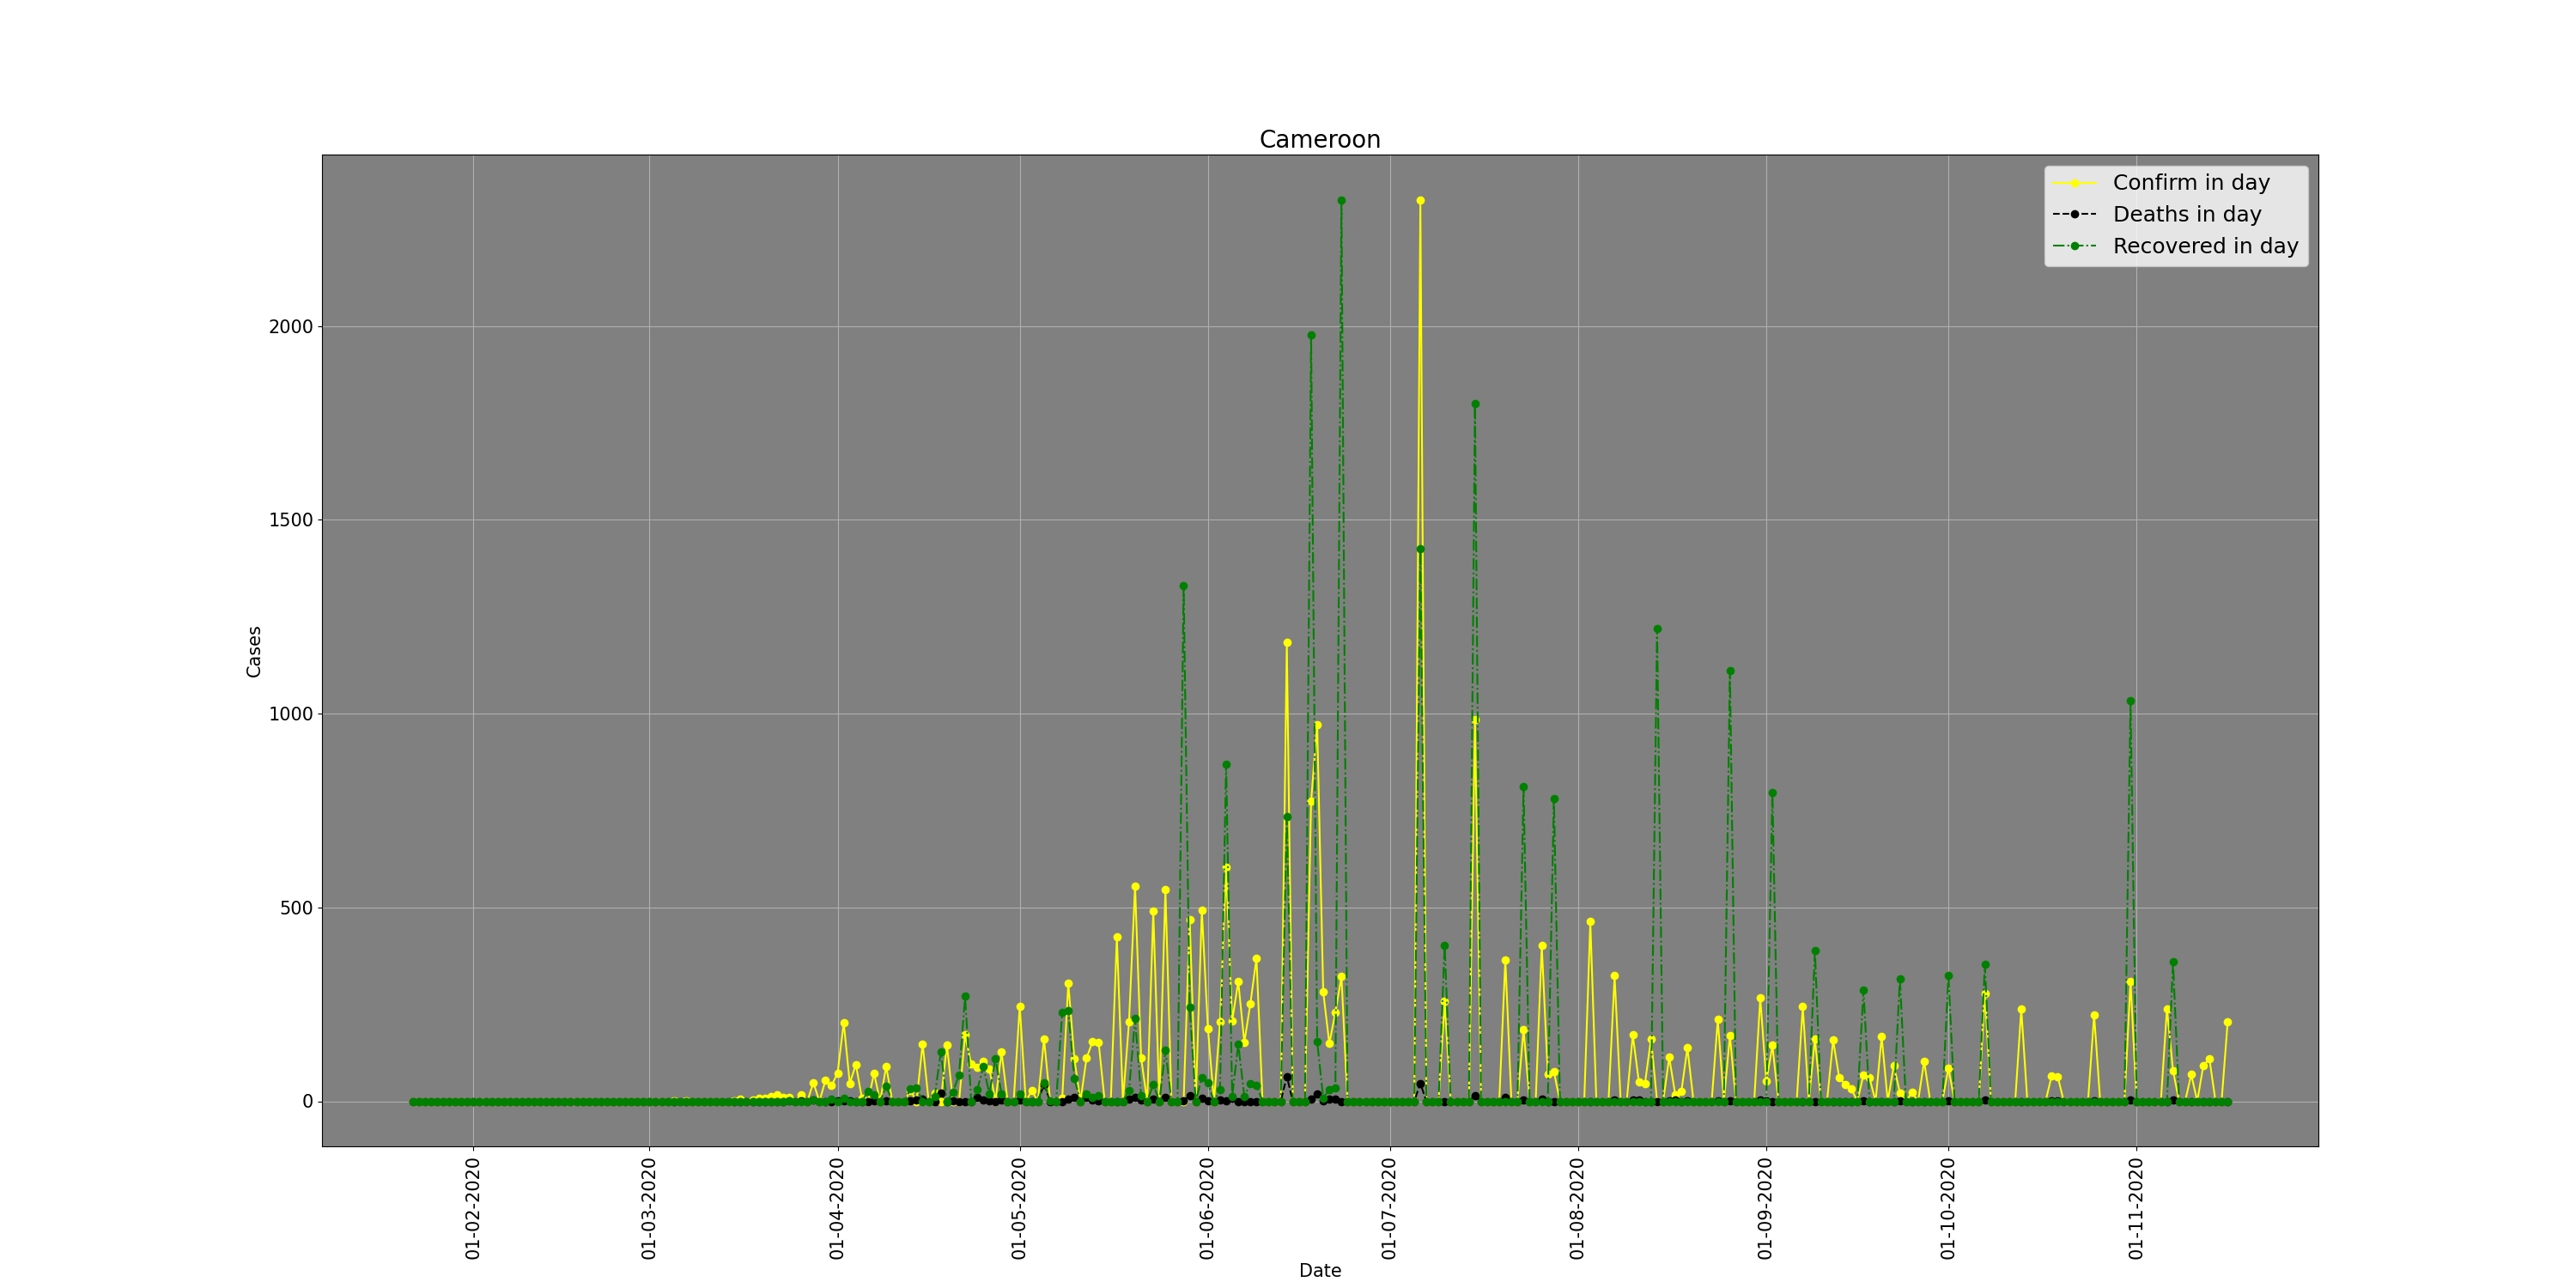 Cameroon
Confirm in day
Deaths in day
Recovered in day
2000
1500
1000
500
0
Cases
01-02-2020
01-03-2020
01-04-2020
01-05-2020
01-06-2020
01-07-2020
01-08-2020
01-09-2020
01-10-2020
01-11-2020
Date